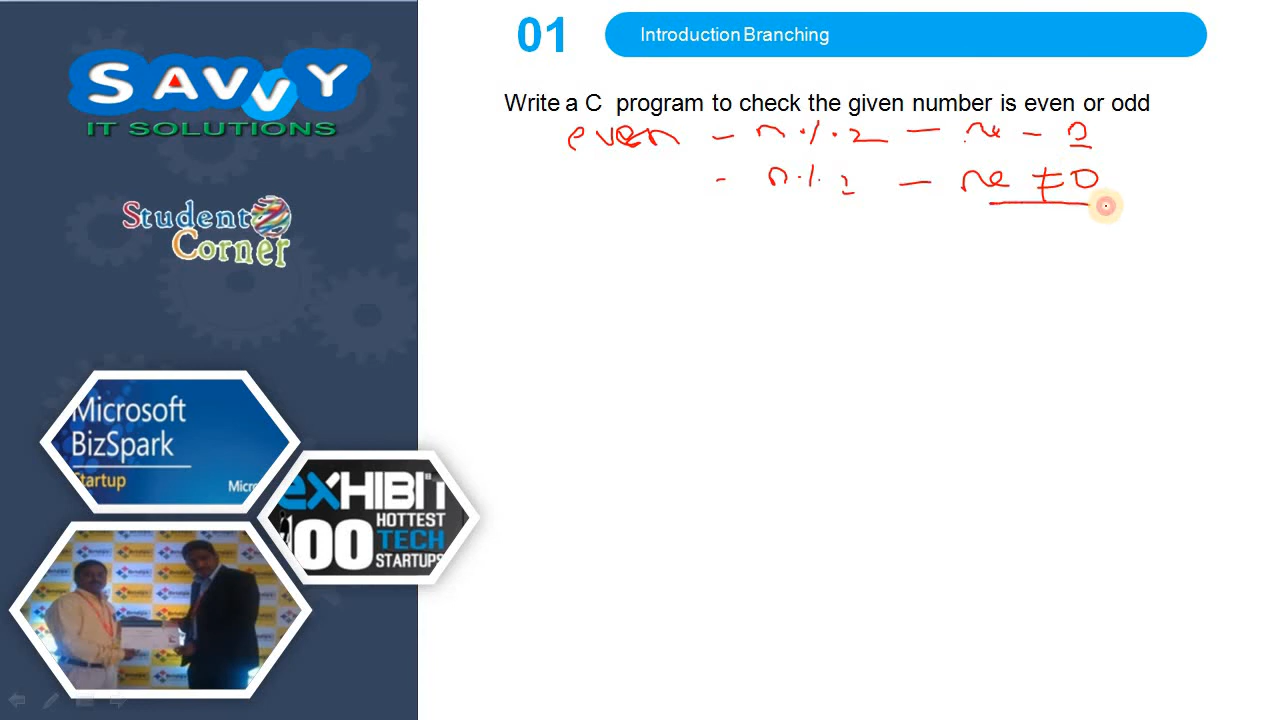 SAVVY
IT SOLUTIONS
Student
Corner
Microsoft
BizSpark
Startup
Micr
eXHIBIT
100
HOTTEST
TECH
STARTUPS
01
Introduction Branching
Write a C program to check the given number is even or odd
even - n % 2 - re - 0
- n % 2 - re ≠ 0